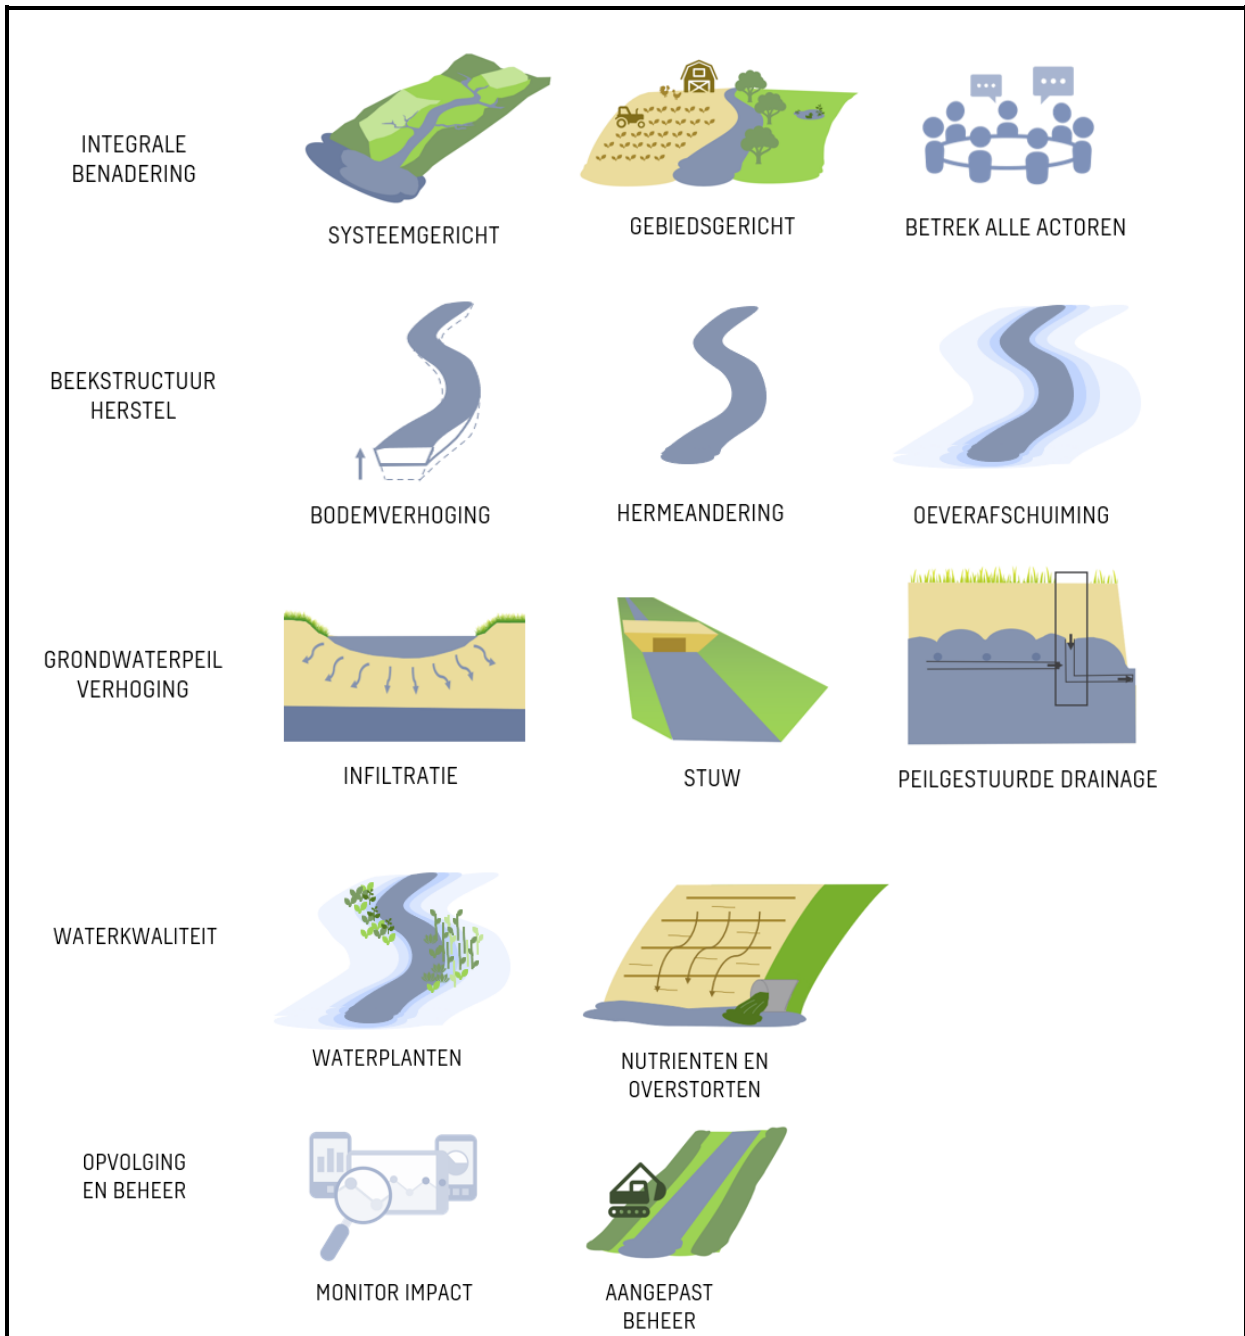 INTEGRALE
BENADERING
SYSTEEMGERICHT
GEBIEDSGERICHT
BETREK ALLE ACTOREN
BEEKSTRUCTUUR
HERSTEL
BODEMVERHOGING
HERMEANDERING
OEVERAFSCHUIMING
GRONDWATERPEIL
VERHOGING
INFILTRATIE
STUW
PEILGESTUURDE DRAINAGE
WATERKWALITEIT
WATERPLANTEN
NUTRIENTEN EN
OVERSTORTEN
OPVOLGING
EN BEHEER
MONITOR IMPACT
AANGEPAST
BEHEER